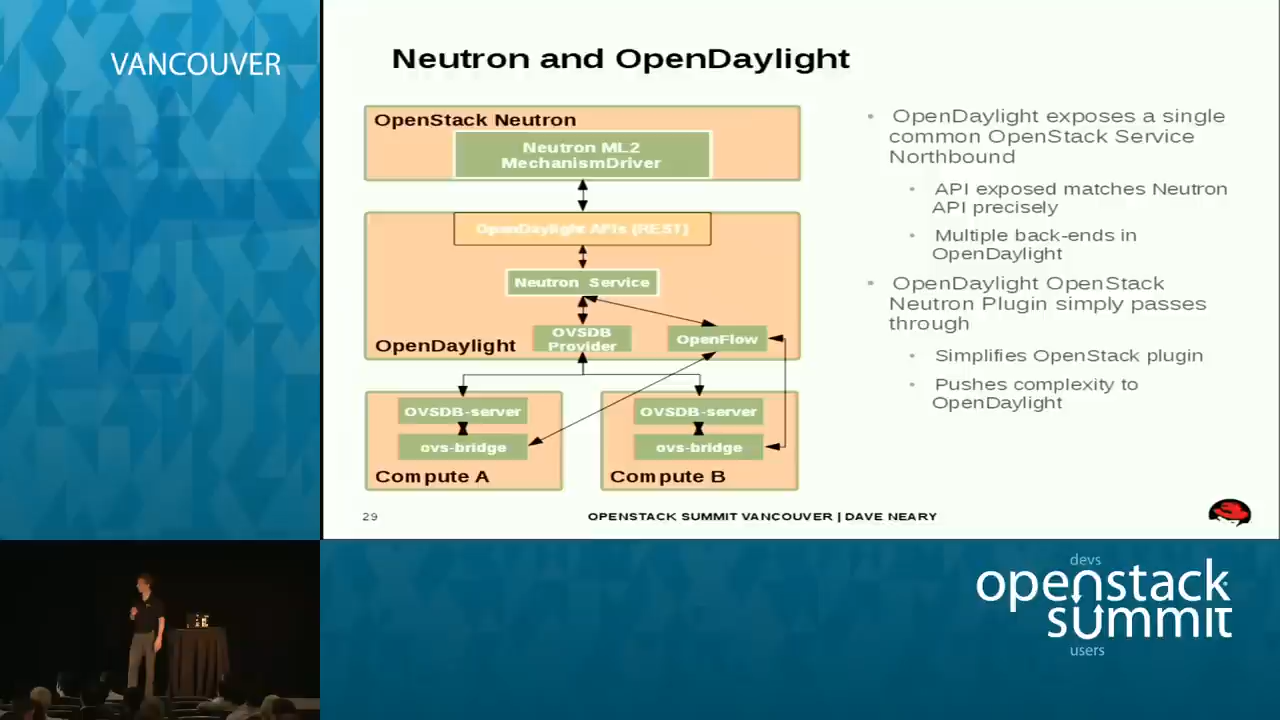 VANCOUVER
Neutron and OpenDaylight
OpenStack Neutron
Neutron ML2
MechanismDriver
OpenDaylight APIs (REST)
Neutron Service
OVSDB
Provider
OpenFlow
OpenDaylight
OVSDB-server
ovs-bridge
Compute A
OVSDB-server
ovs-bridge
Compute B
• OpenDaylight exposes a single
common OpenStack Service
Northbound
• API exposed matches Neutron
API precisely
• Multiple back-ends in
OpenDaylight
• OpenDaylight OpenStack
Neutron Plugin simply passes
through
• Simplifies OpenStack plugin
• Pushes complexity to
OpenDaylight
29
OPENSTACK SUMMIT VANCOUVER | DAVE NEARY
devs
openstack
summit
users